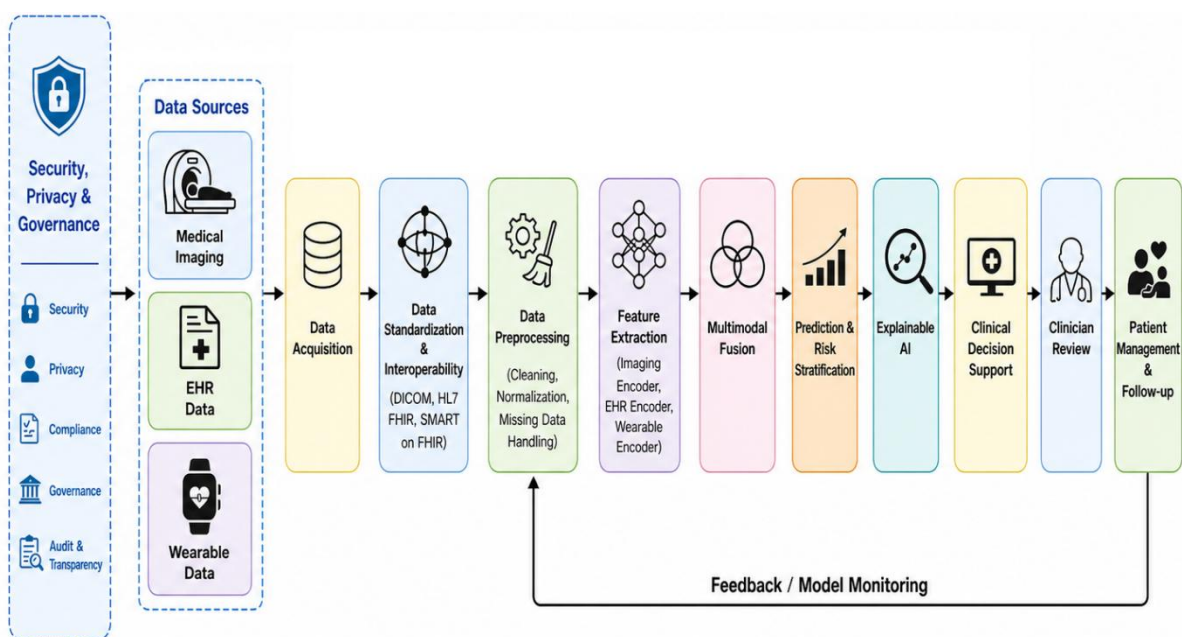 Security,
Privacy &
Governance
Security
Privacy
Compliance
Governance
Audit &
Transparency
Data Sources
Medical
Imaging
EHR
Data
Wearable
Data
Data
Acquisition
Data
Standardization
&
Interoperability
(DICOM, HL7
FHIR, SMART
on FHIR)
Data
Preprocessing
(Cleaning,
Normalization,
Missing Data
Handling)
Feature
Extraction
(Imaging
Encoder,
EHR Encoder,
Wearable
Encoder)
Multimodal
Fusion
Prediction &
Risk
Stratification
Explainable
AI
Clinical
Decision
Support
Clinician
Review
Patient
Management
&
Follow-up
Feedback / Model Monitoring